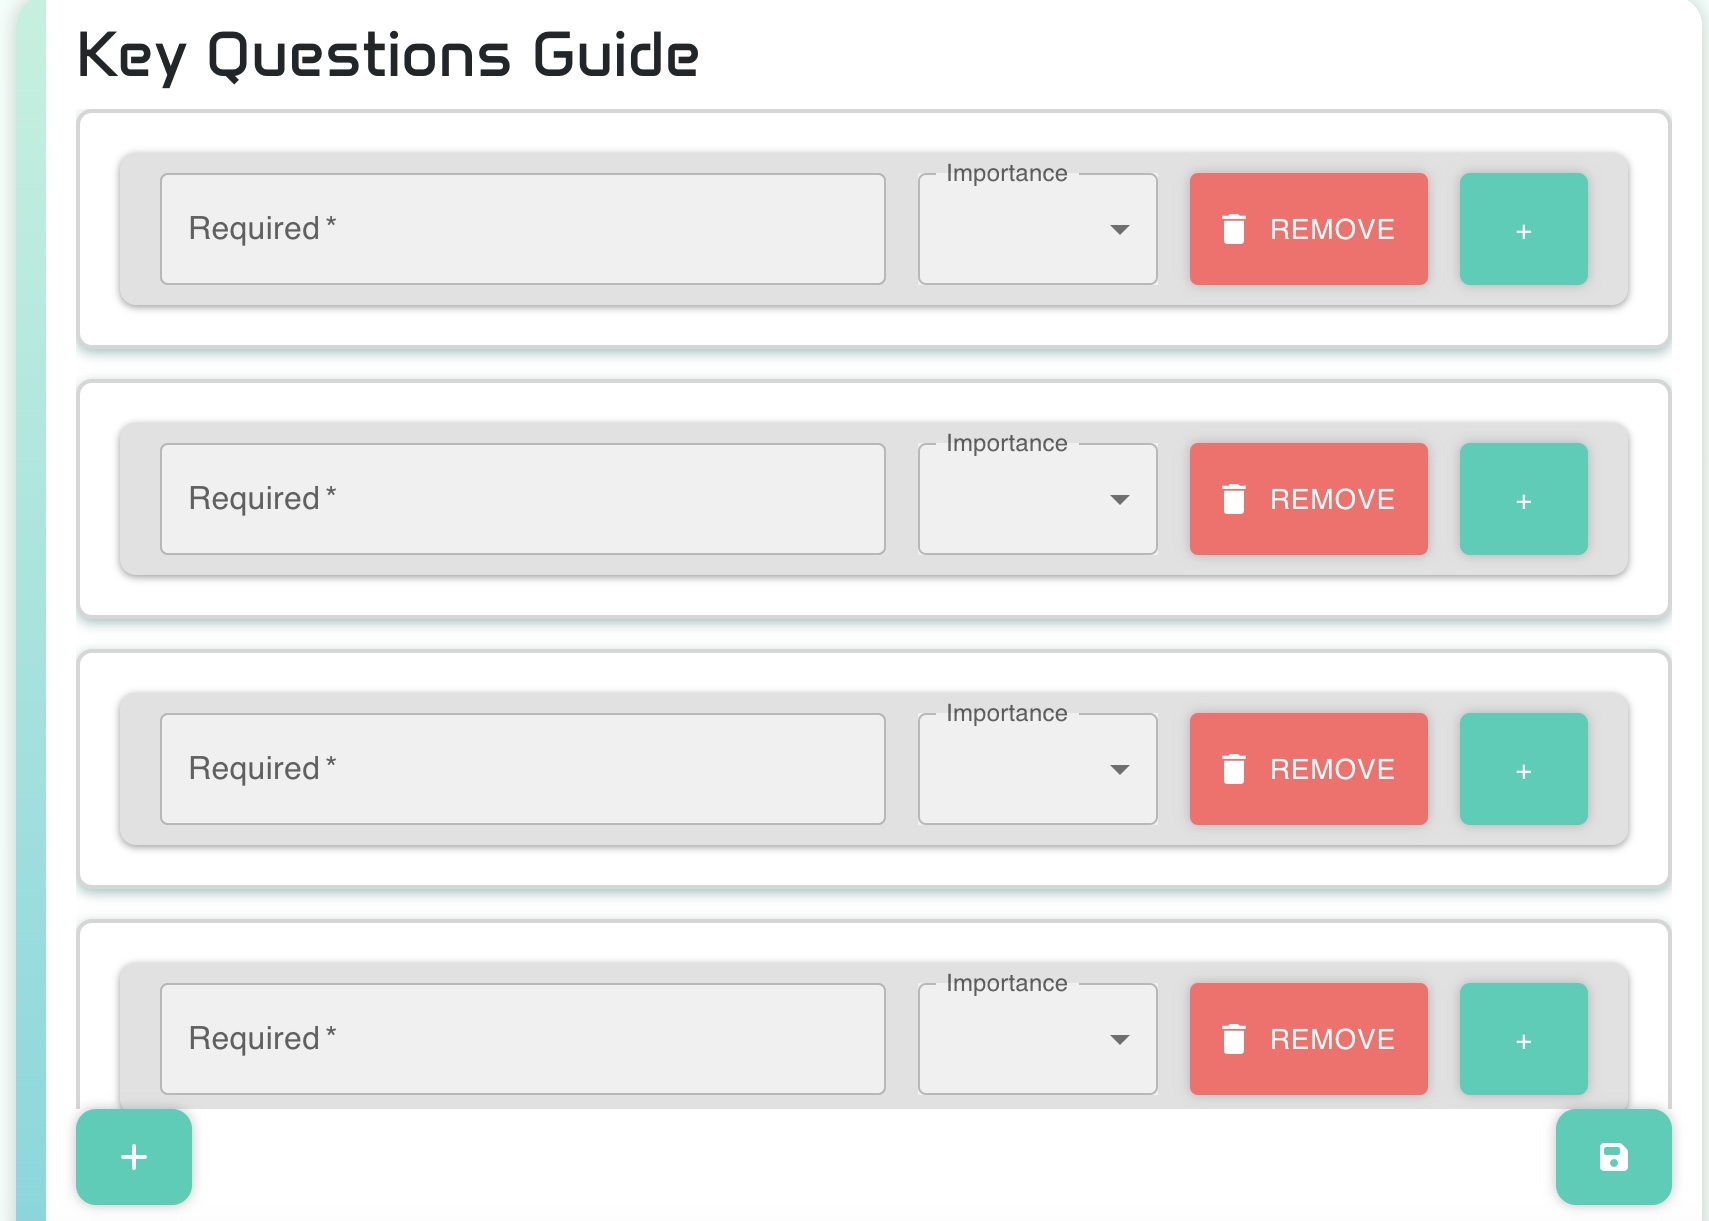 Key Questions Guide
Importance
Required *
REMOVE
+
Importance
Required *
REMOVE
+
Importance
Required *
REMOVE
+
Importance
Required *
REMOVE
+
+